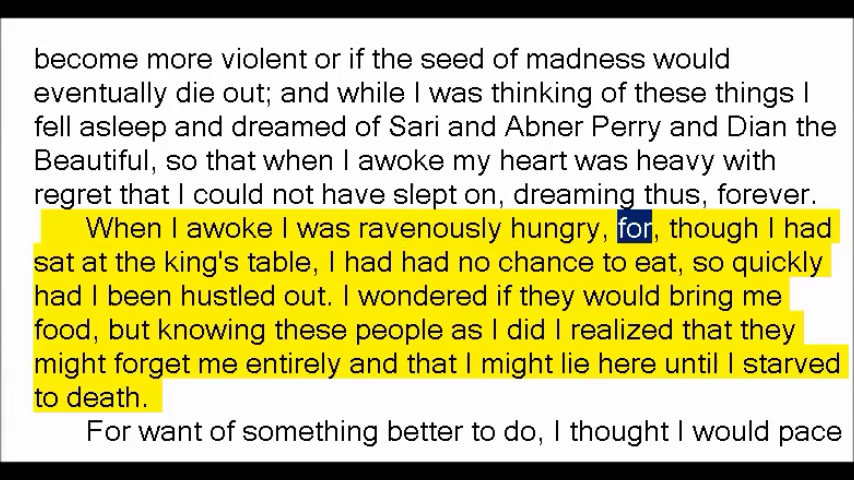 become more violent or if the seed of madness would
eventually die out; and while I was thinking of these things I
fell asleep and dreamed of Sari and Abner Perry and Dian the
Beautiful, so that when I awoke my heart was heavy with
regret that I could not have slept on, dreaming thus, forever.
When I awoke I was ravenously hungry, for, though I had
sat at the king's table, I had had no chance to eat, so quickly
had I been hustled out. I wondered if they would bring me
food, but knowing these people as I did I realized that they
might forget me entirely and that I might lie here until I starved
to death.
For want of something better to do, I thought I would pace